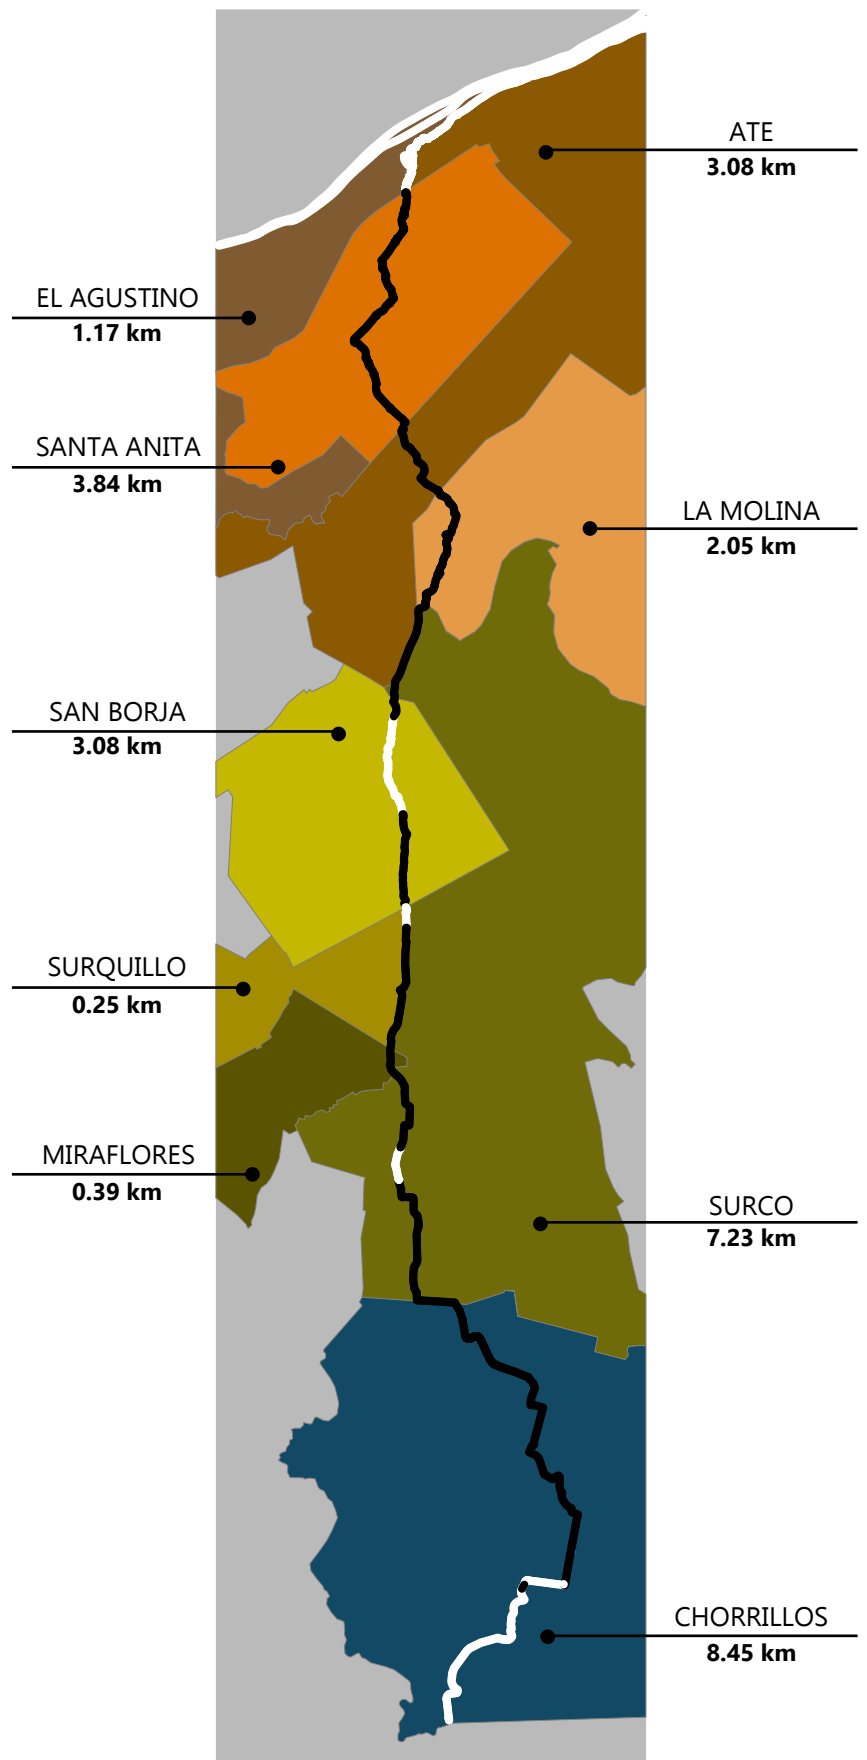 ATE
3.08 km
EL AGUSTINO
1.17 km
SANTA ANITA
3.84 km
LA MOLINA
2.05 km
SAN BORJA
3.08 km
SURQUILLO
0.25 km
MIRAFLORES
0.39 km
SURCO
7.23 km
CHORRILLOS
8.45 km